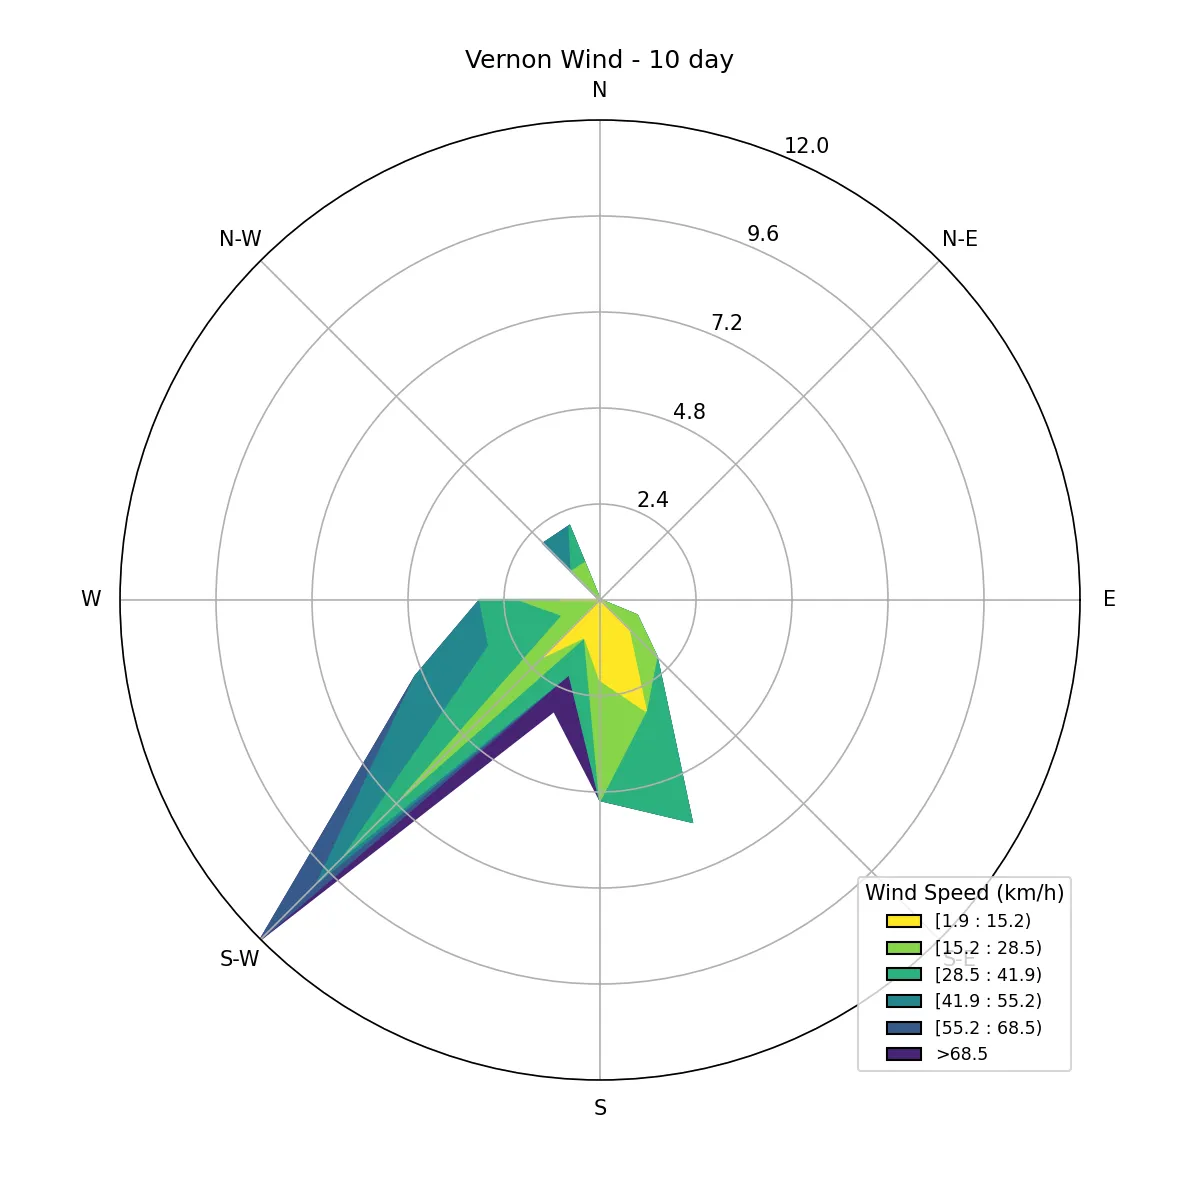 Vernon Wind - 10 day
N
12.0
N-W
9.6
N-E
7.2
4.8
2.4
W
E
S-W
S-E
Wind Speed (km/h)
[1.9 : 15.2)
[15.2 : 28.5)
[28.5 : 41.9)
[41.9 : 55.2)
[55.2 : 68.5)
>68.5
S